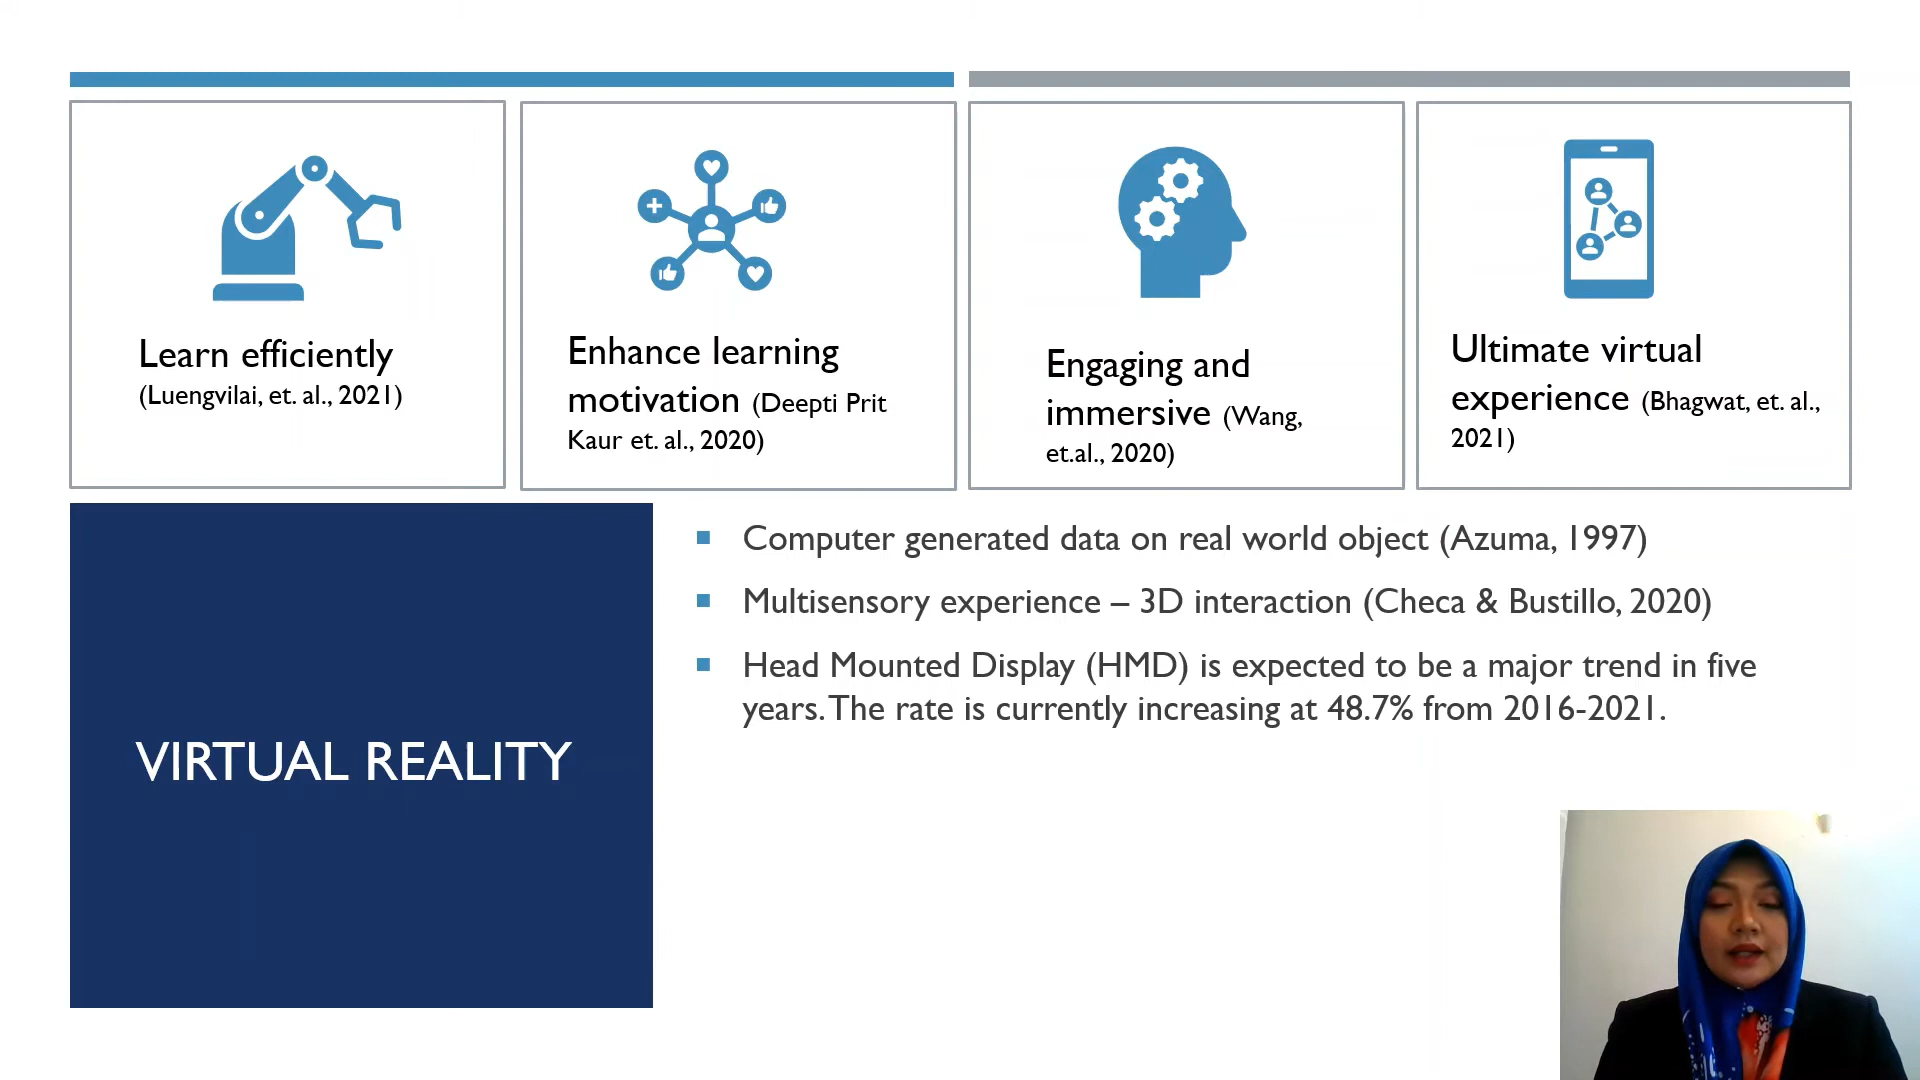 Learn efficiently
(Luengvilai, et. al., 2021)
Enhance learning
motivation (Deepti Prit
Kaur et. al., 2020)
Engaging and
immersive (Wang,
et.al., 2020)
Ultimate virtual
experience (Bhagwat, et. al.,
2021)
VIRTUAL REALITY
Computer generated data on real world object (Azuma, 1997)
Multisensory experience – 3D interaction (Checa & Bustillo, 2020)
Head Mounted Display (HMD) is expected to be a major trend in five
years. The rate is currently increasing at 48.7% from 2016-2021.